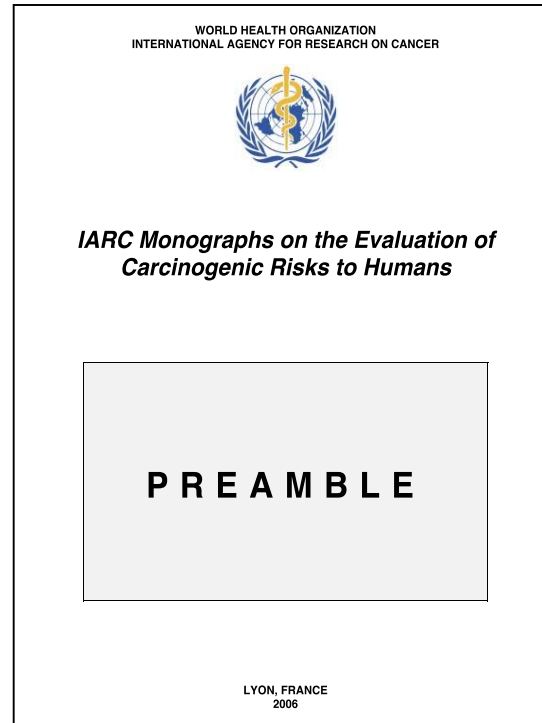 WORLD HEALTH ORGANIZATION
INTERNATIONAL AGENCY FOR RESEARCH ON CANCER
IARC Monographs on the Evaluation of
Carcinogenic Risks to Humans
P R E A M B L E
LYON, FRANCE
2006